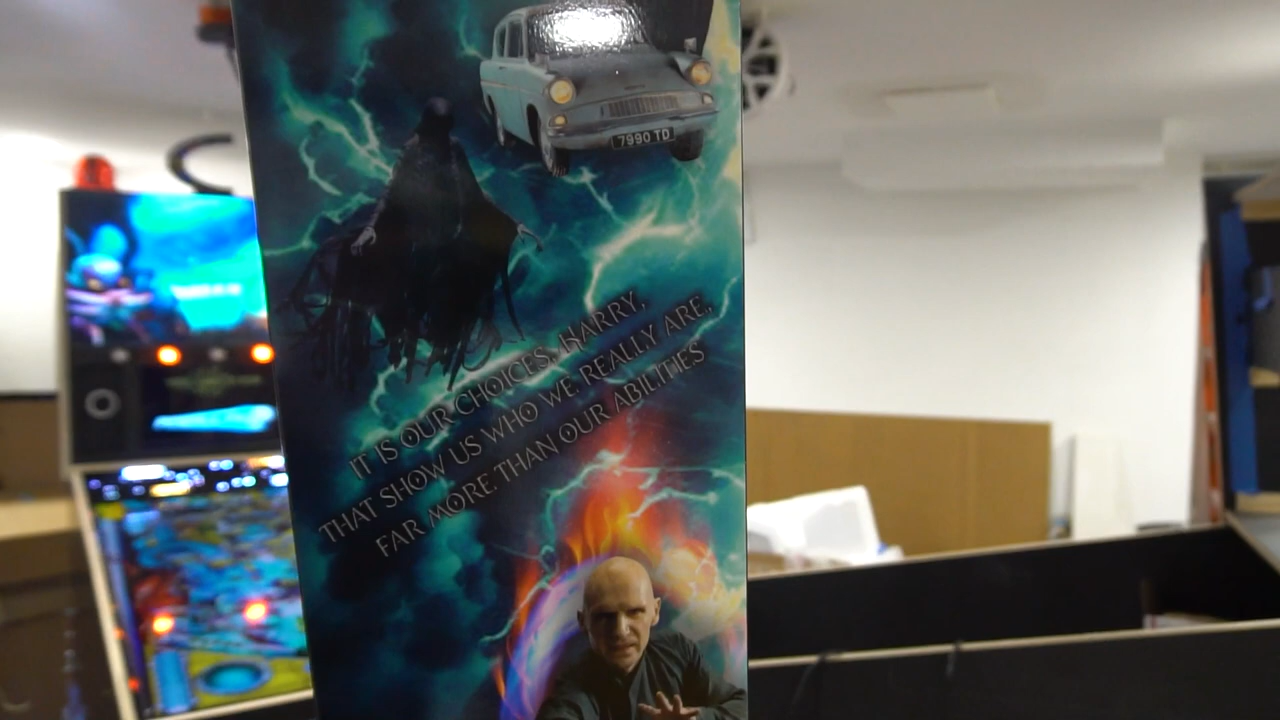 7990 TD
IT IS OUR CHOICES, HARRY,
THAT SHOW US WHO WE REALLY ARE,
FAR MORE THAN OUR ABILITIES